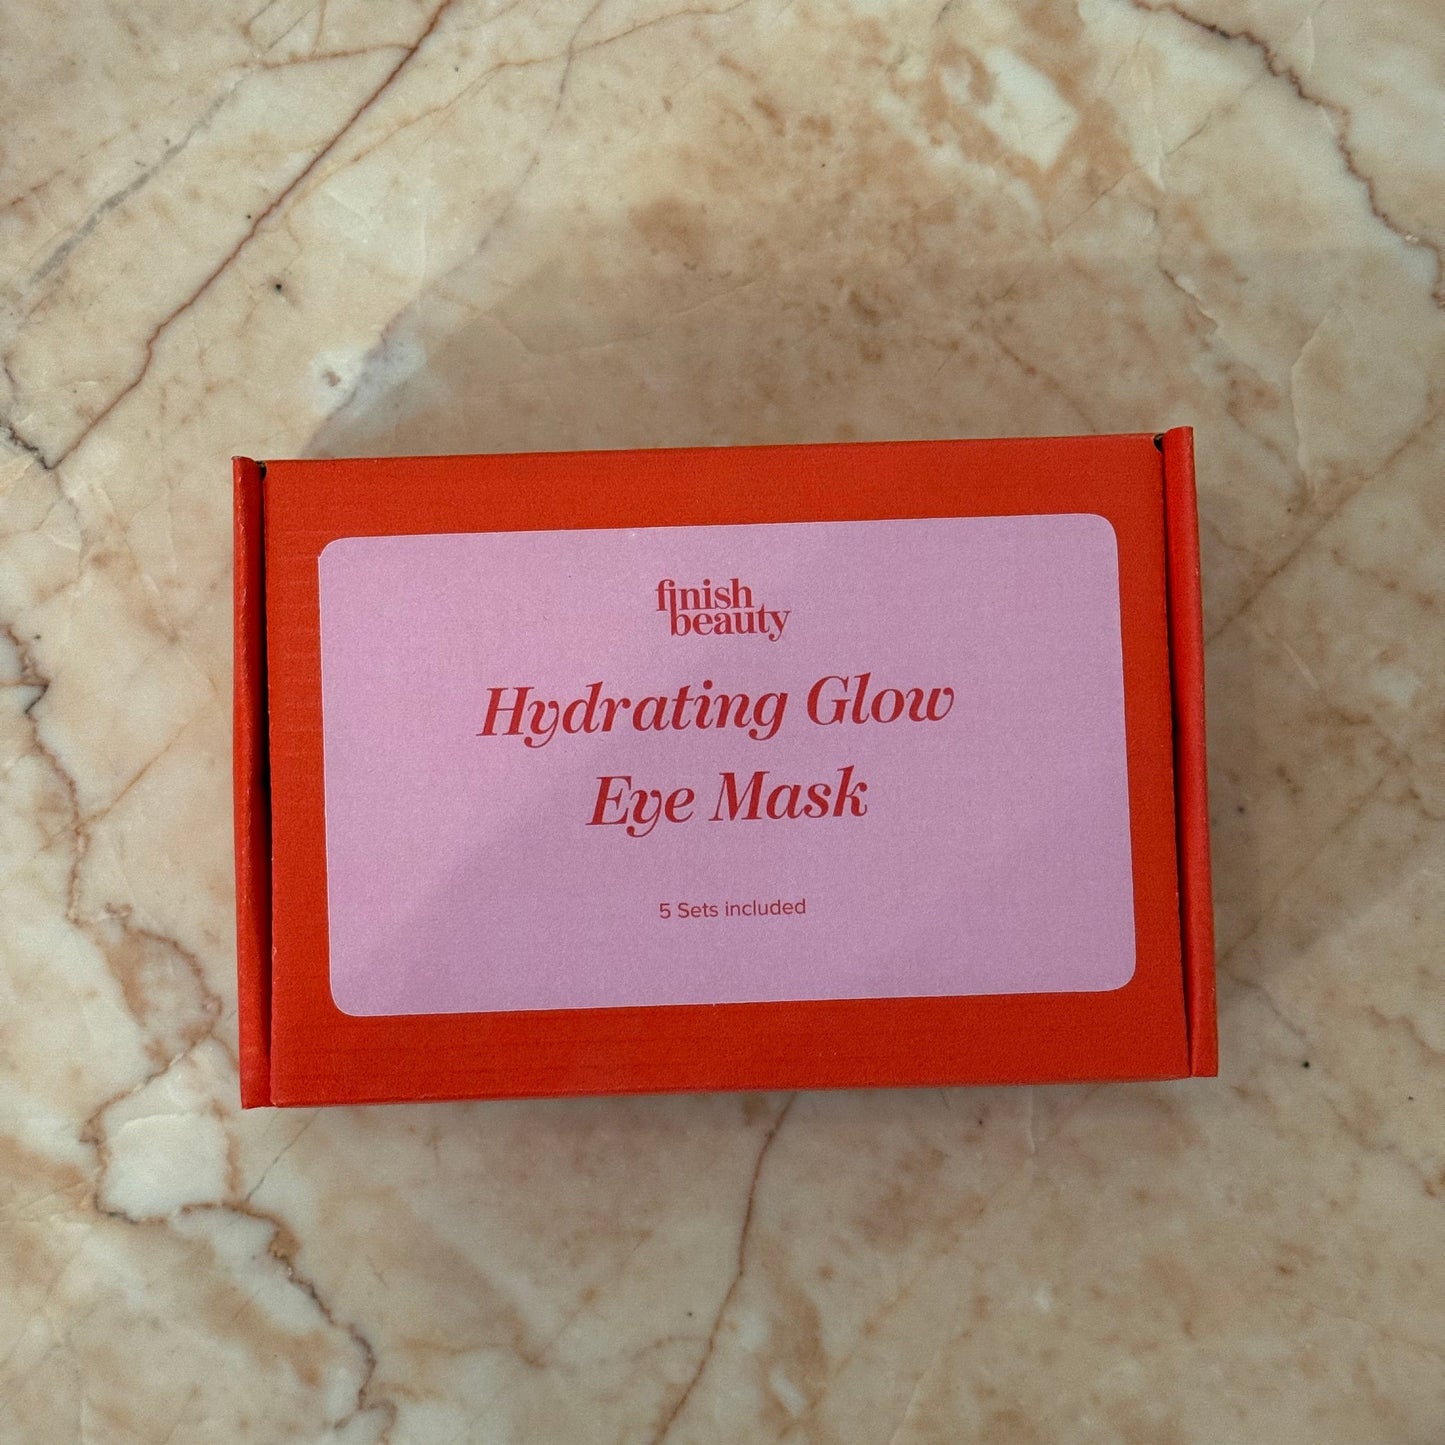 finish
beauty
Hydrating Glow
Eye Mask
5 Sets included